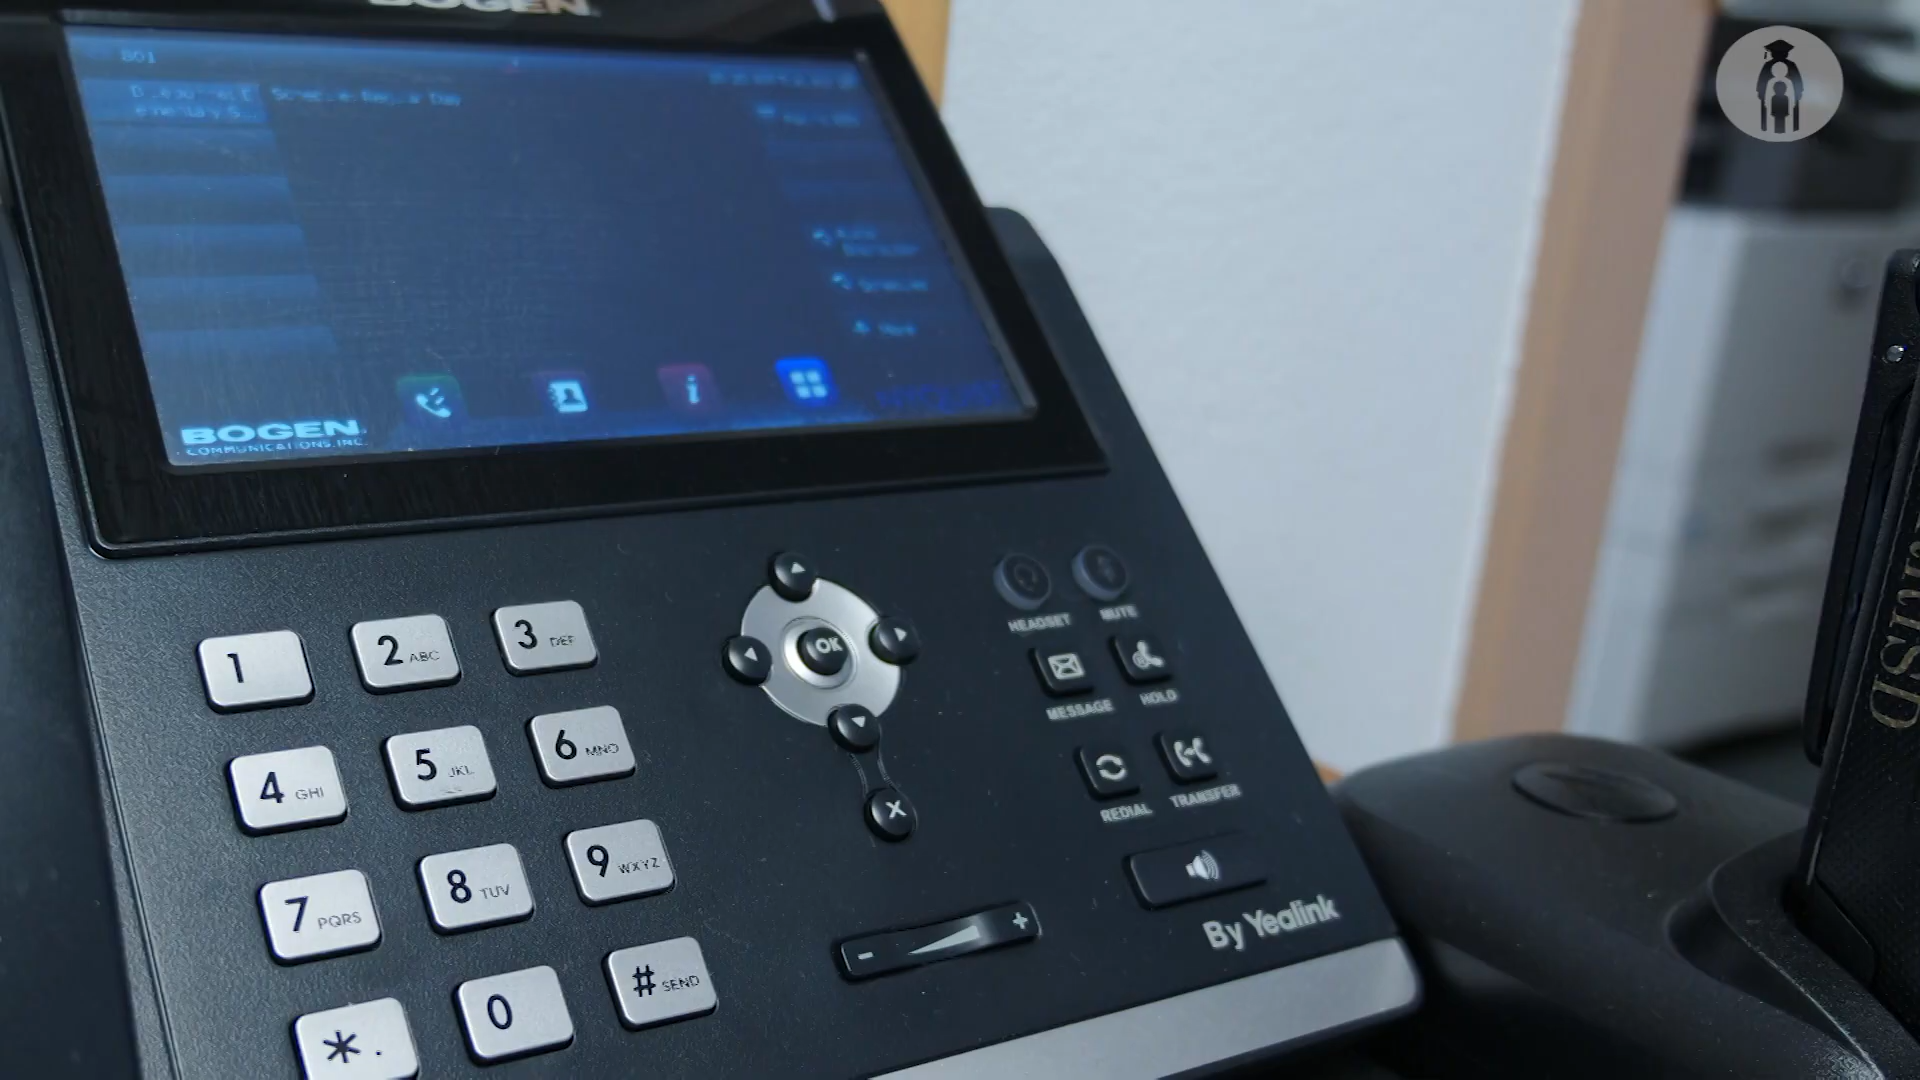 BOGEN
801
BOGEN
COMMUNICATIONS, INC.
1
2 ABC
3 DEF
HEADSET
MUTE
OK
4 GHI
5 JKL
6 MNO
MESSAGE
HOLD
X
REDIAL
TRANSFER
7 PQRS
8 TUV
9 WXYZ
- +
By Yealink
* .
0
# SEND